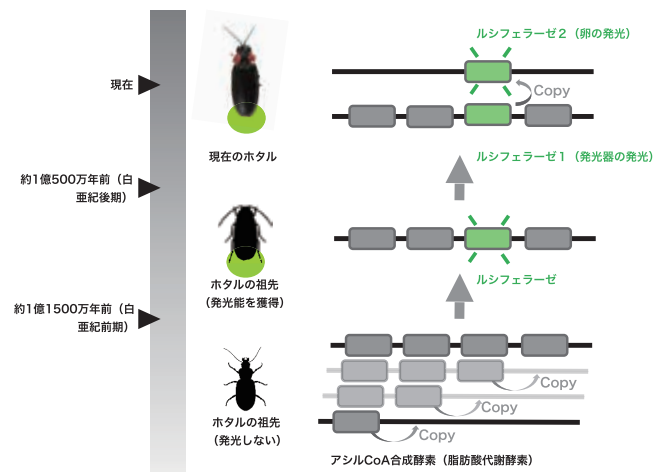 ルシフェラーゼ2（卵の発光）
現在
Copy
現在のホタル
ルシフェラーゼ1（発光器の発光）
約1億500万年前（白
亜紀後期）
ルシフェラーゼ
ホタルの祖先
（発光能を獲得）
約1億1500万年前（白
亜紀前期）
Copy
Copy
Copy
ホタルの祖先
（発光しない）
アシルCoA合成酵素（脂肪酸代謝酵素）